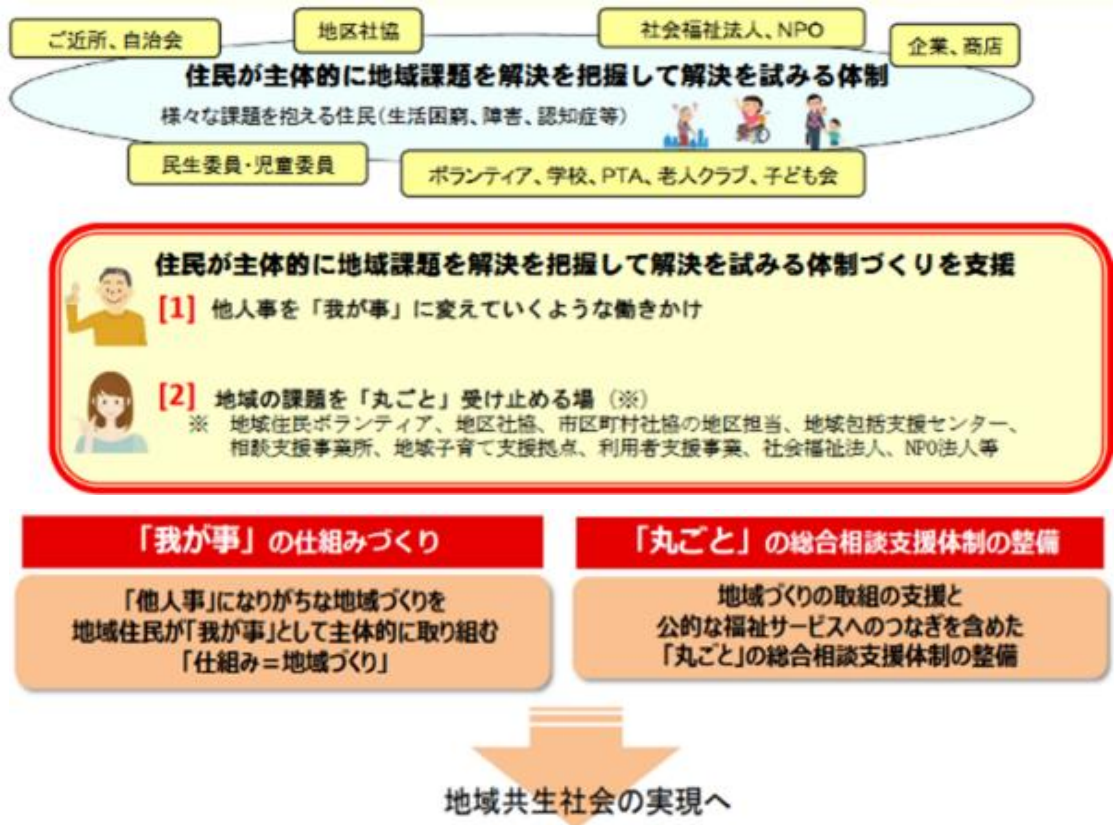 ご近所、自治会
地区社協
社会福祉法人、NPO
企業、商店
住民が主体的に地域課題を解決を把握して解決を試みる体制
様々な課題を抱える住民(生活困窮、障害、認知症等)
民生委員・児童委員
ボランティア、学校、PTA、老人クラブ、子ども会
住民が主体的に地域課題を解決を把握して解決を試みる体制づくりを支援
[1] 他人事を「我が事」に変えていくような働きかけ
[2] 地域の課題を「丸ごと」受け止める場(※)
※ 地域住民ボランティア、地区社協、市区町村社協の地区担当、地域包括支援センター、
相談支援事業所、地域子育て支援拠点、利用者支援事業、社会福祉法人、NPO法人等
「我が事」の仕組みづくり
「他人事」になりがちな地域づくりを
地域住民が「我が事」として主体的に取り組む
「仕組み=地域づくり」
「丸ごと」の総合相談支援体制の整備
地域づくりの取組の支援と
公的な福祉サービスへのつなぎを含めた
「丸ごと」の総合相談支援体制の整備
地域共生社会の実現へ